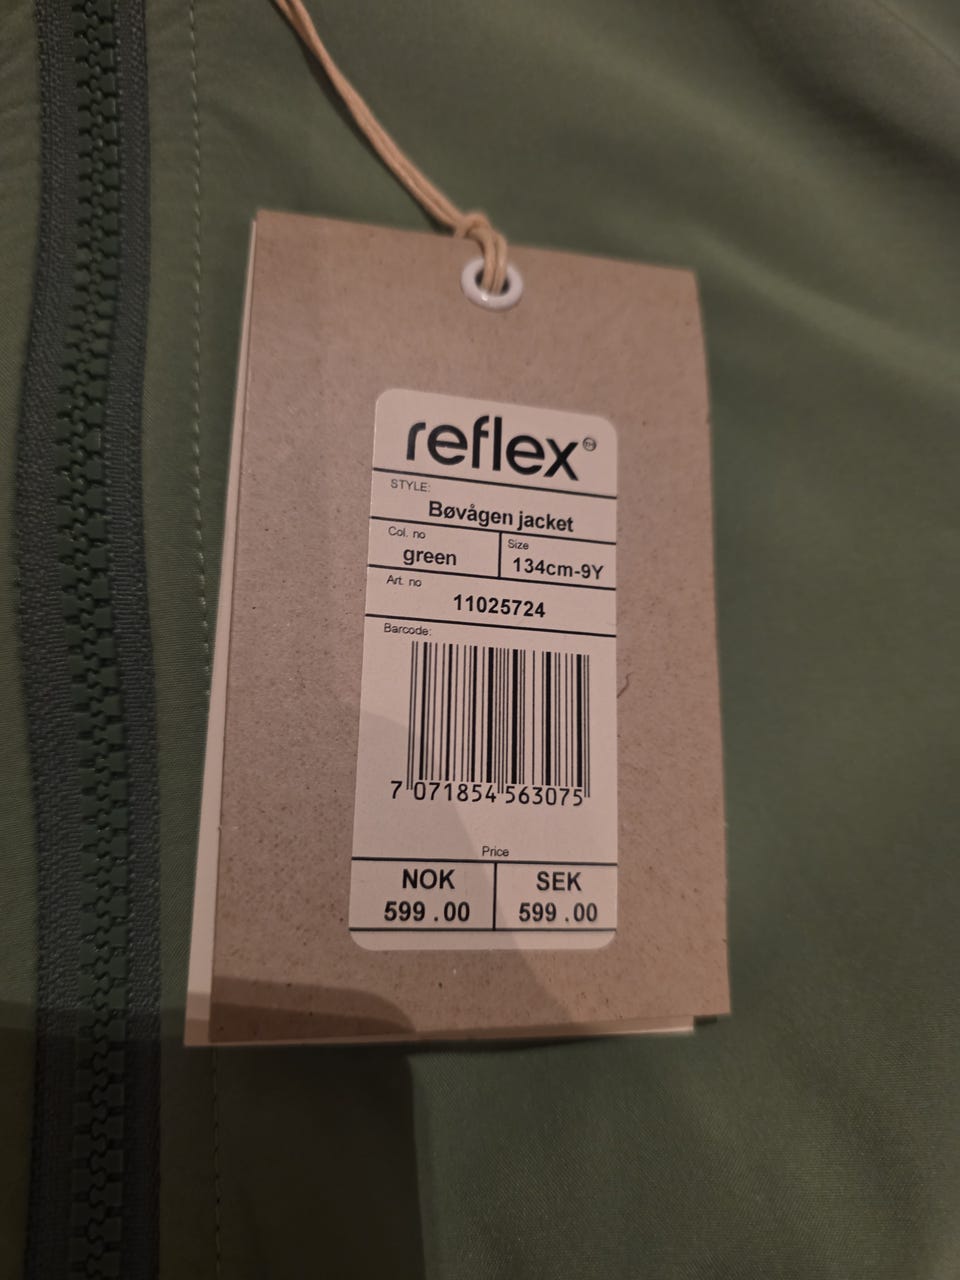 reflex™
STYLE:
Bøvågen jacket
Col. no
green
Size
134cm-9Y
Art. no
11025724
Barcode:
7 071854 563075
Price
NOK
599 .00
SEK
599 .00